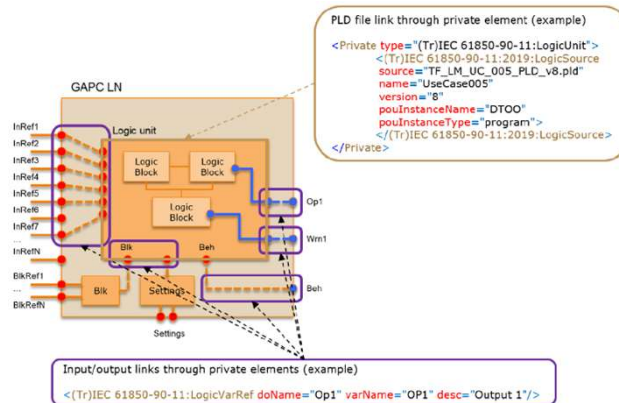 PLD file link through private element (example)
<Private type="(Tr)IEC 61850-90-11:LogicUnit">
<(Tr)IEC 61850-90-11:2019:LogicSource
source="TF_LM_UC_005_PLD_v8.pld"
name="UseCase005"
version="8"
pouInstanceName="DTOO"
pouInstanceType="program">
</(Tr)IEC 61850-90-11:2019:LogicSource>
</Private>
GAPC LN
Logic unit
InRef1
InRef2
InRef3
InRef4
InRef5
InRef6
InRef7
...
InRefN
BlkRef1
...
BlkRefN
Logic
Block
Logic
Block
Logic
Block
Op1
Wrn1
Blk
Beh
Beh
Blk
Settings
Settings
Input/output links through private elements (example)
<(Tr)IEC 61850-90-11:LogicVarRef doName="Op1" varName="OP1" desc="Output 1"/>